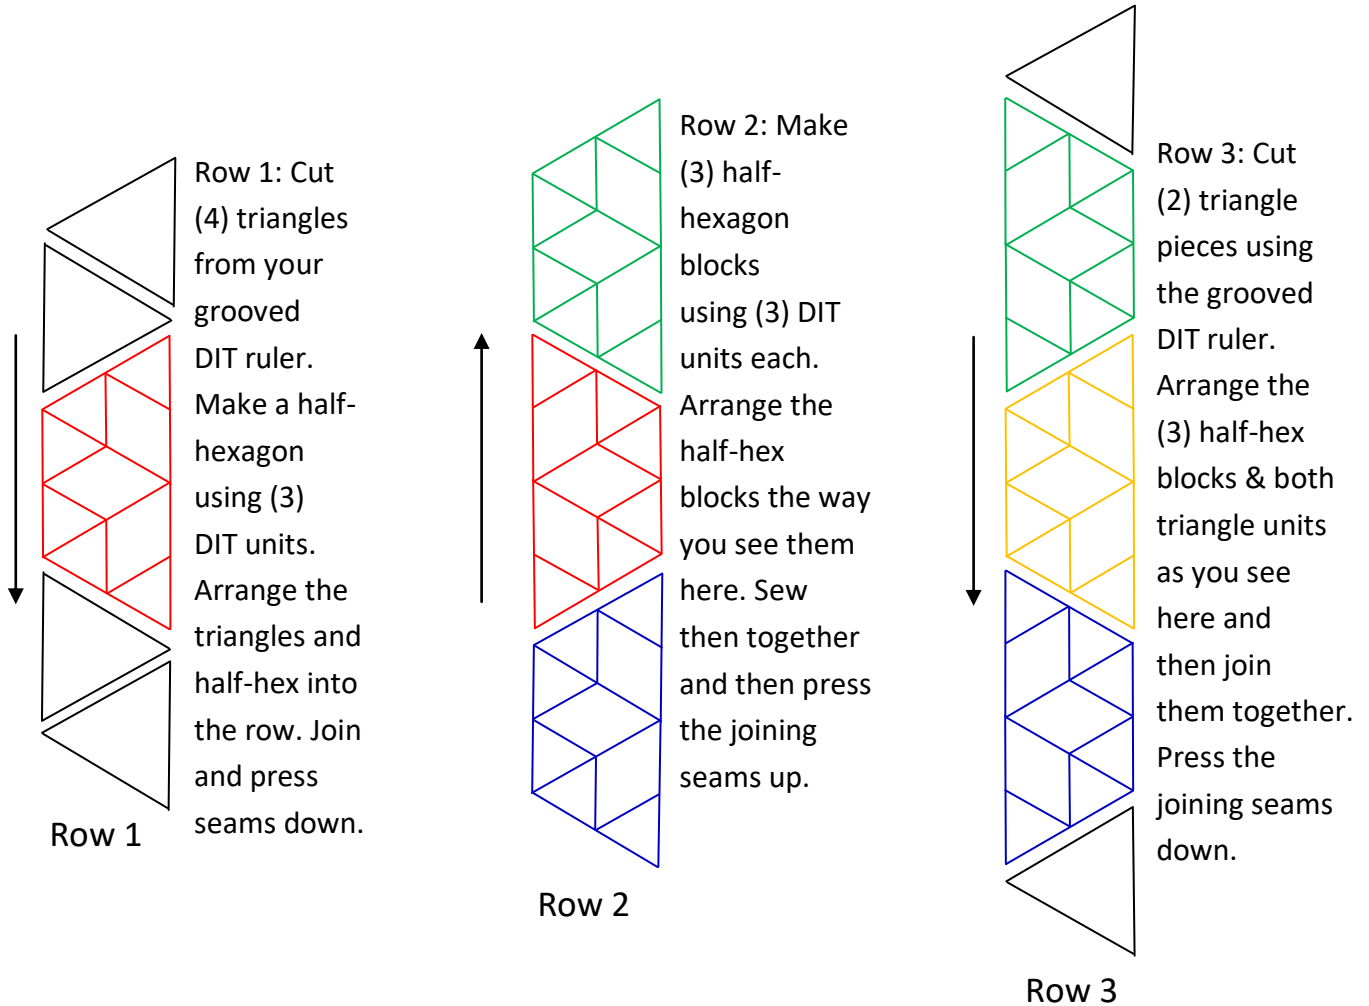 Row 1: Cut
(4) triangles
from your
grooved
DIT ruler.
Make a half-
hexagon
using (3)
DIT units.
Arrange the
triangles and
half-hex into
the row. Join
and press
seams down.
Row 1
Row 2: Make
(3) half-
hexagon
blocks
using (3) DIT
units each.
Arrange the
half-hex
blocks the way
you see them
here. Sew
then together
and then press
the joining
seams up.
Row 2
Row 3: Cut
(2) triangle
pieces using
the grooved
DIT ruler.
Arrange the
(3) half-hex
blocks & both
triangle units
as you see
here and
then join
them together.
Press the
joining seams
down.
Row 3